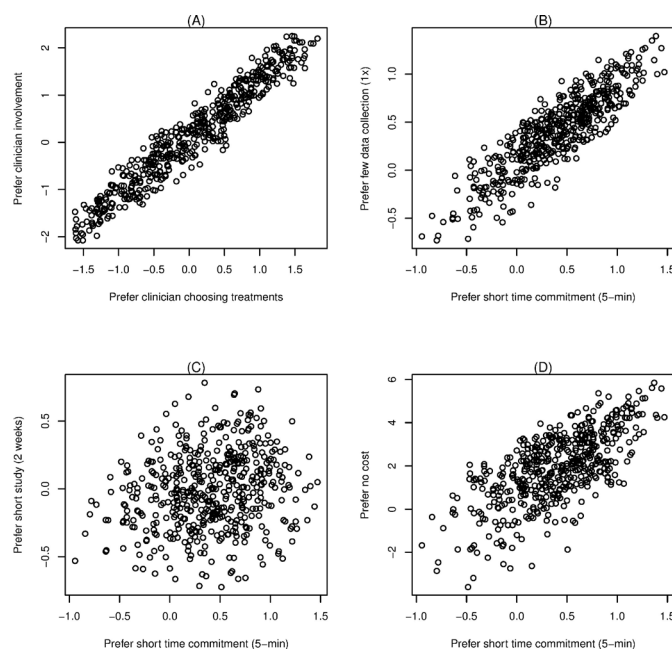 (A)
Prefer clinician involvement
2
1
0
−1
−2
−1.5 −1.0 −0.5 0.0 0.5 1.0 1.5
Prefer clinician choosing treatments
(B)
Prefer few data collection (1x)
1.0
0.5
0.0
−0.5
−1.0 −0.5 0.0 0.5 1.0 1.5
Prefer short time commitment (5−min)
(C)
Prefer short study (2 weeks)
0.5
0.0
−0.5
−1.0 −0.5 0.0 0.5 1.0 1.5
Prefer short time commitment (5−min)
(D)
Prefer no cost
6
4
2
0
−2
−1.0 −0.5 0.0 0.5 1.0 1.5
Prefer short time commitment (5−min)